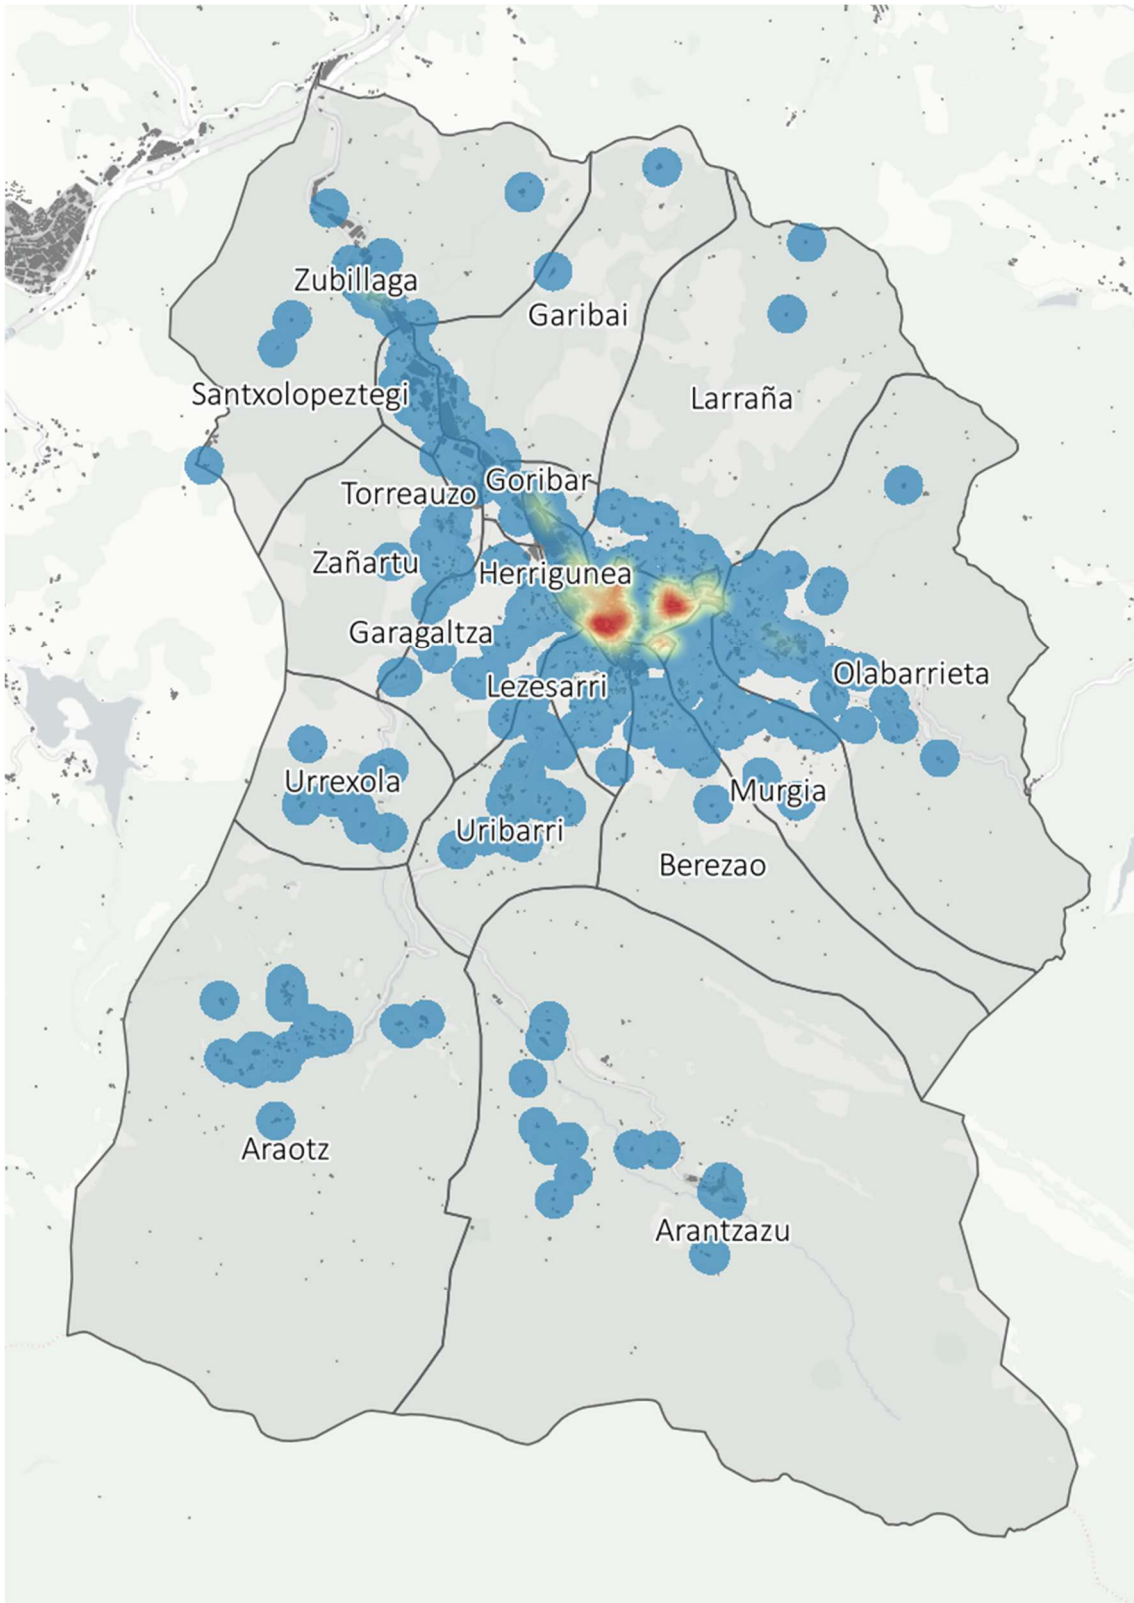 Zubillaga
Garibai
Santxolopeztegi
Larraña
Torreauzo
Goribar
Zañartu
Herrigunea
Garagaltza
Lezesarri
Olabarrieta
Urrexola
Murgia
Uribarri
Berezao
Araotz
Arantzazu